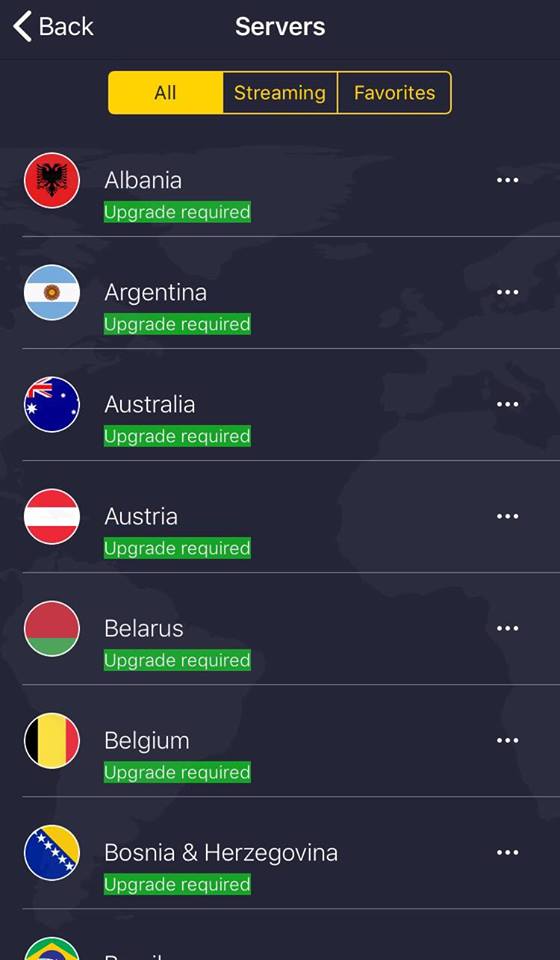 Back
Servers
All
Streaming
Favorites
Albania
Upgrade required
Argentina
Upgrade required
Australia
Upgrade required
Austria
Upgrade required
Belarus
Upgrade required
Belgium
Upgrade required
Bosnia & Herzegovina
Upgrade required